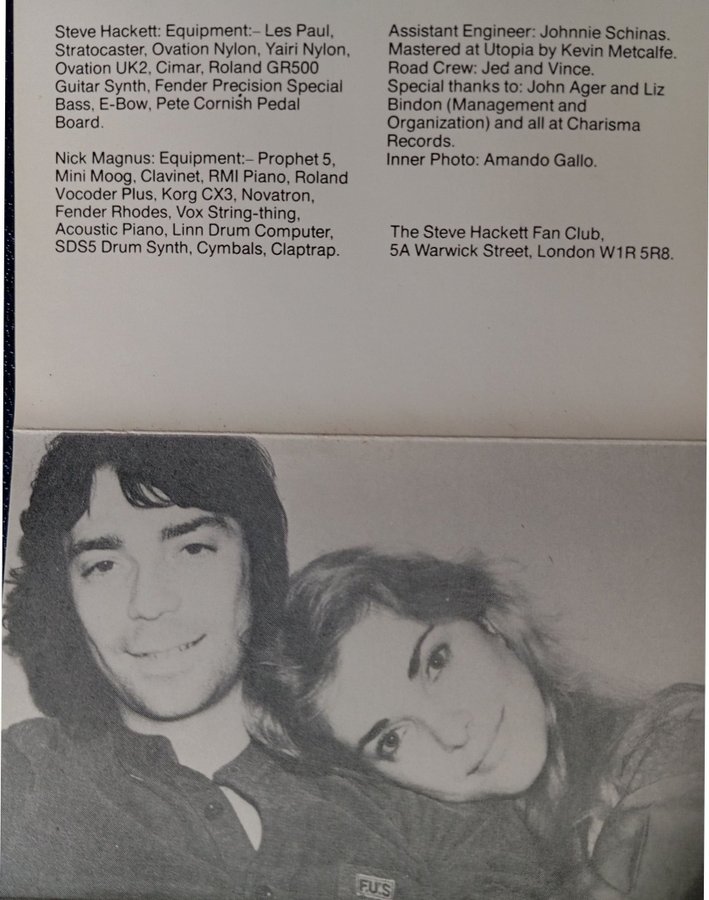 Steve Hackett: Equipment:– Les Paul,
Stratocaster, Ovation Nylon, Yairi Nylon,
Ovation UK2, Cimar, Roland GR500
Guitar Synth, Fender Precision Special
Bass, E-Bow, Pete Cornish Pedal
Board.
Nick Magnus: Equipment:– Prophet 5,
Mini Moog, Clavinet, RMI Piano, Roland
Vocoder Plus, Korg CX3, Novatron,
Fender Rhodes, Vox String-thing,
Acoustic Piano, Linn Drum Computer,
SDS5 Drum Synth, Cymbals, Claptrap.
Assistant Engineer: Johnnie Schinas.
Mastered at Utopia by Kevin Metcalfe.
Road Crew: Jed and Vince.
Special thanks to: John Ager and Liz
Bindon (Management and
Organization) and all at Charisma
Records.
Inner Photo: Amando Gallo.
The Steve Hackett Fan Club,
5A Warwick Street, London W1R 5R8.
F.U.S